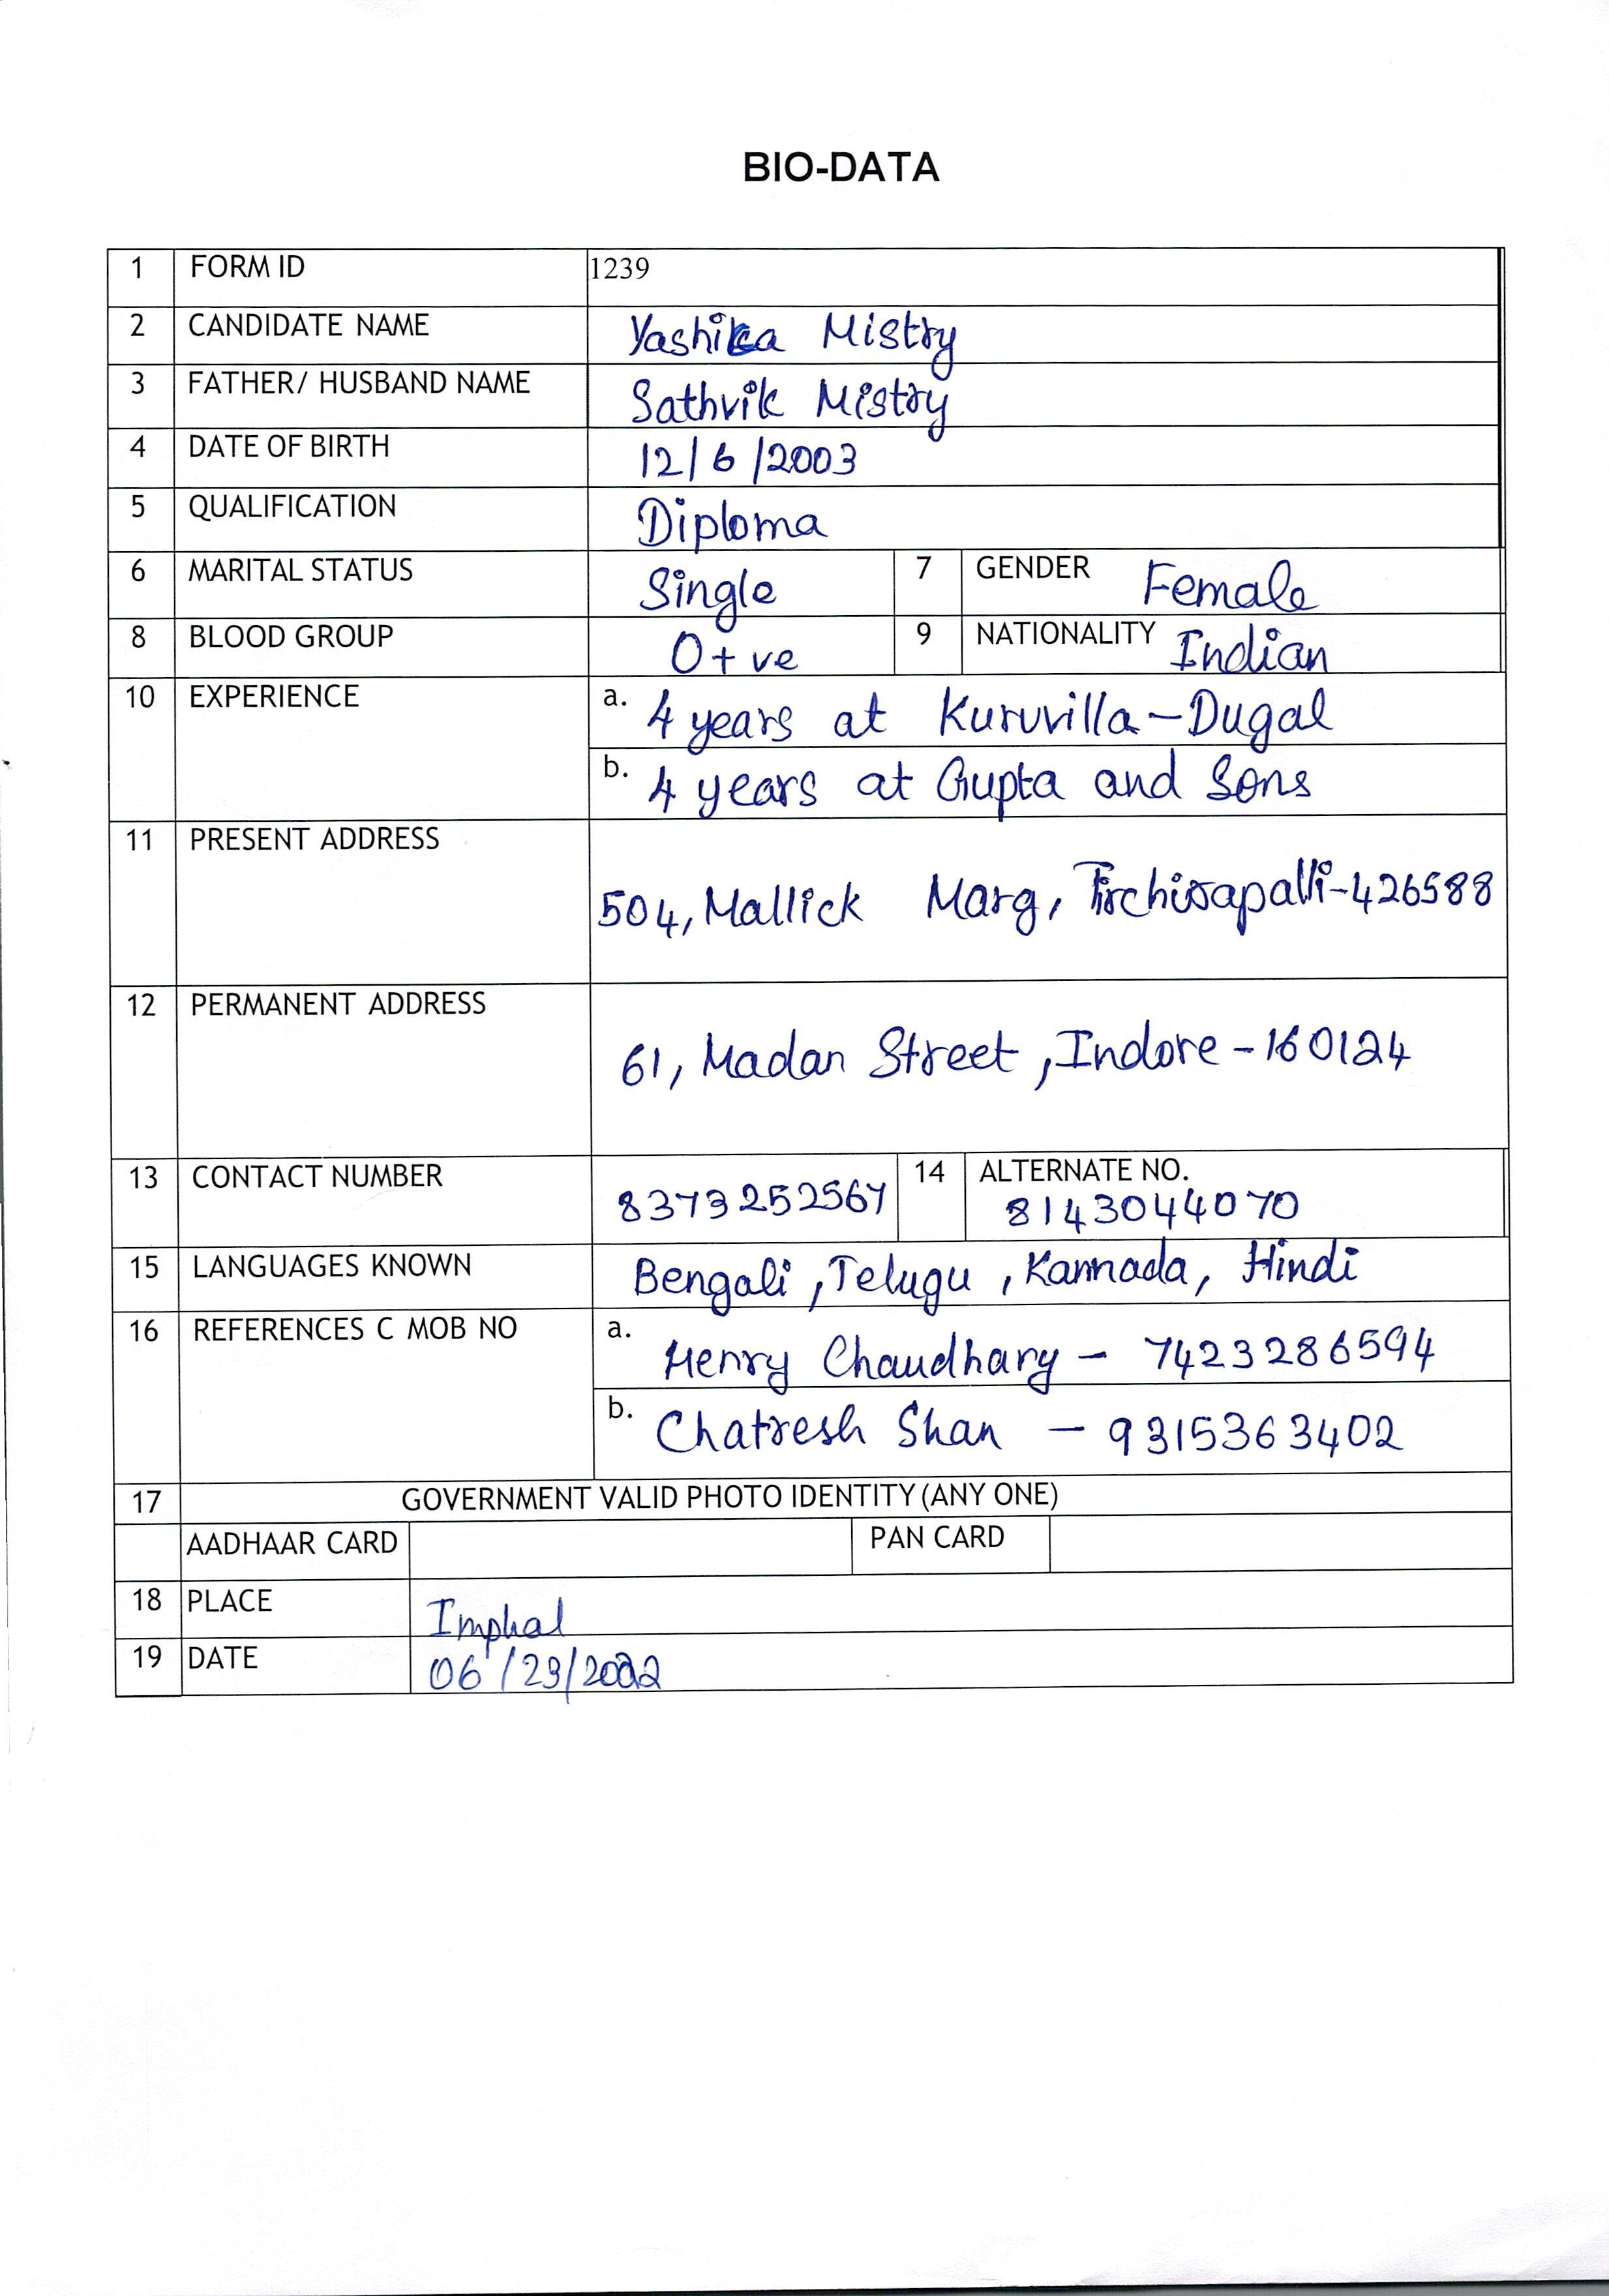 BIO-DATA
1 FORM ID 1239
2 CANDIDATE NAME Yashika Mistry
3 FATHER/ HUSBAND NAME Sathvik Mistry
4 DATE OF BIRTH 12/6/2003
5 QUALIFICATION Diploma
6 MARITAL STATUS Single 7 GENDER Female
8 BLOOD GROUP O+ve 9 NATIONALITY Indian
10 EXPERIENCE a. 4 years at Kuruvilla-Dugal
b. 4 years at Gupta and Sons
11 PRESENT ADDRESS
504, Mallick Marg, Tirchirapalli-426588
12 PERMANENT ADDRESS
61, Madan Street, Indore-160124
13 CONTACT NUMBER 8373252567 14 ALTERNATE NO.
8143044070
15 LANGUAGES KNOWN Bengali, Telugu, Kannada, Hindi
16 REFERENCES C MOB NO a. Henry Chaudhary - 7423286594
b. Chatresh Shan - 9315363402
17 GOVERNMENT VALID PHOTO IDENTITY (ANY ONE)
AADHAAR CARD PAN CARD
18 PLACE Imphal
19 DATE 06/23/2022